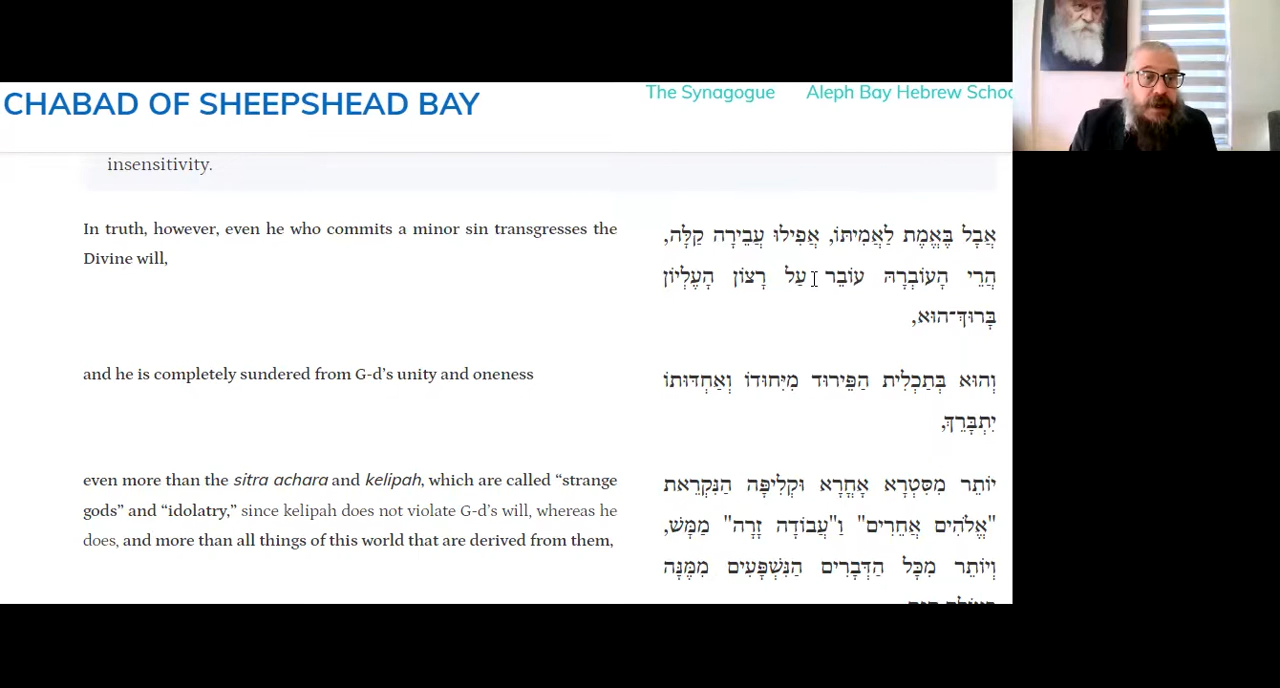 CHABAD OF SHEEPSHEAD BAY
The Synagogue Aleph Bay Hebrew Schoo
insensitivity.
In truth, however, even he who commits a minor sin transgresses the
Divine will,
אֲבָל בֶּאֱמֶת לַאֲמִיתּוֹ, אֲפִילוּ עֲבֵירָה קַלָּה,
הֲרֵי הָעוֹבְרָהּ עוֹבֵר עַל רָצוֹן הָעֶלְיוֹן
בָּרוּךְ־הוּא,
and he is completely sundered from G-d’s unity and oneness
וְהוּא בְּתַכְלִית הַפֵּירוּד מִיִּחוּדוֹ וְאַחְדּוּתוֹ
יִתְבָּרֵךְ,
even more than the sitra achara and kelipah, which are called “strange
gods” and “idolatry,” since kelipah does not violate G-d’s will, whereas he
does, and more than all things of this world that are derived from them,
יוֹתֵר מִסִּטְרָא אָחֳרָא וּקְלִיפָּה הַנִּקְרֵאת
"אֱלֹהִים אֲחֵרִים" וַ"עֲבוֹדָה זָרָה" מַמָּשׁ,
וְיוֹתֵר מִכָּל הַדְּבָרִים הַנִּשְׁפָּעִים מִמֶּנָּה